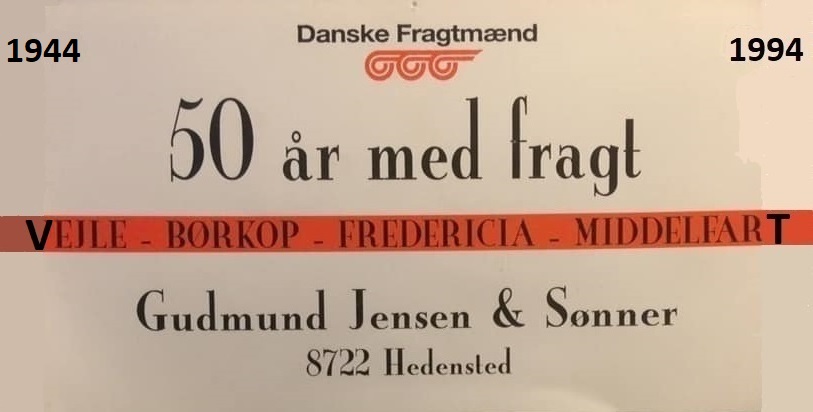 Danske Fragtmænd
1944
1994
50 år med fragt
VEJLE - BØRKOP - FREDERICIA - MIDDELFART
Gudmund Jensen & Sønner
8722 Hedensted